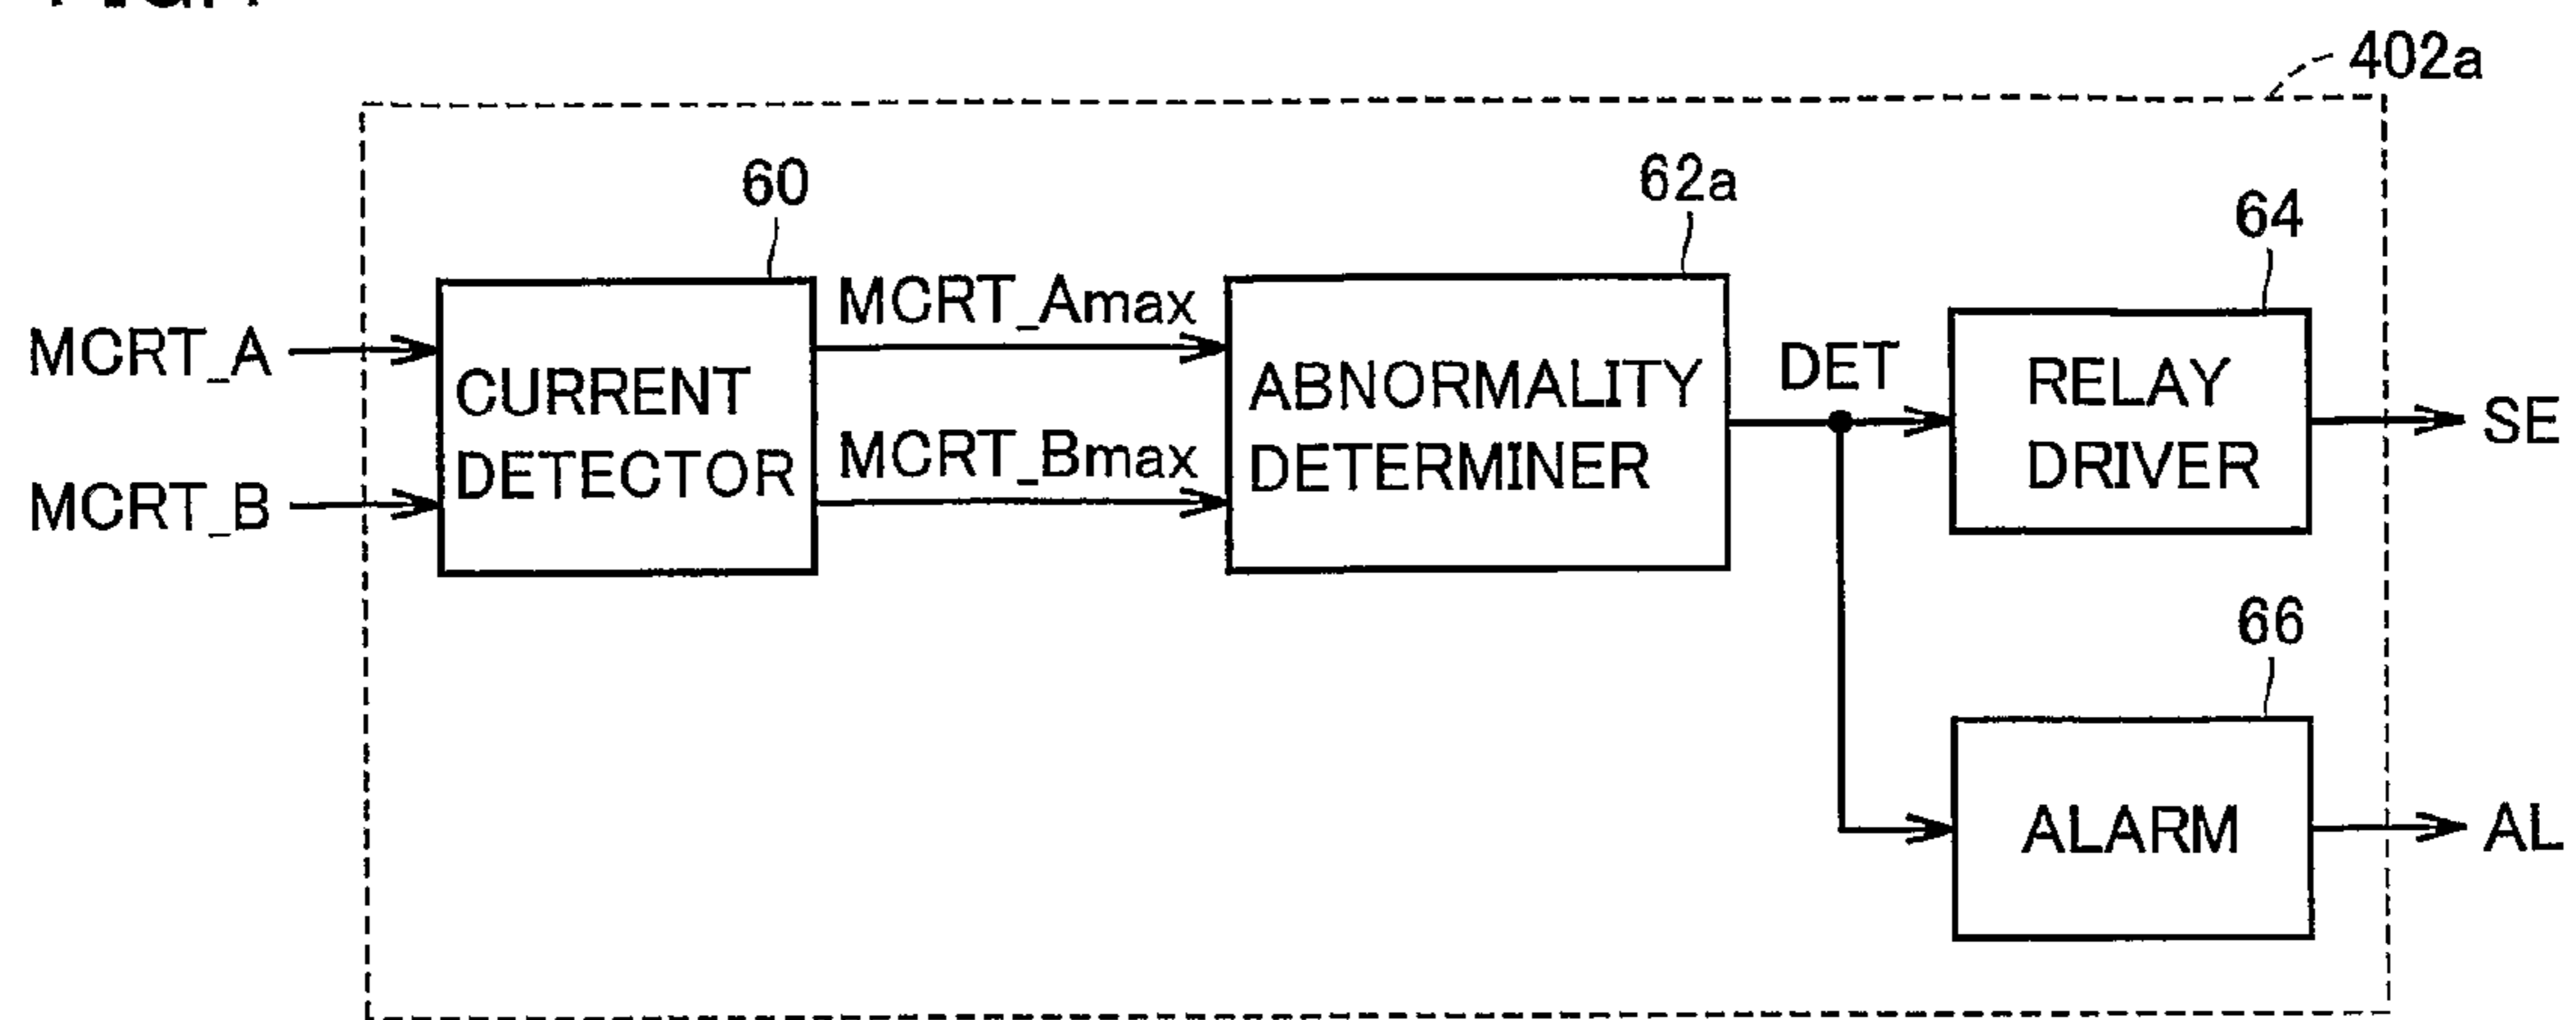 402a
60
62a
64
MCRT_A
MCRT_B
CURRENT
DETECTOR
MCRT_Amax
MCRT_Bmax
ABNORMALITY
DETERMINER
DET
RELAY
DRIVER
SE
66
ALARM
AL